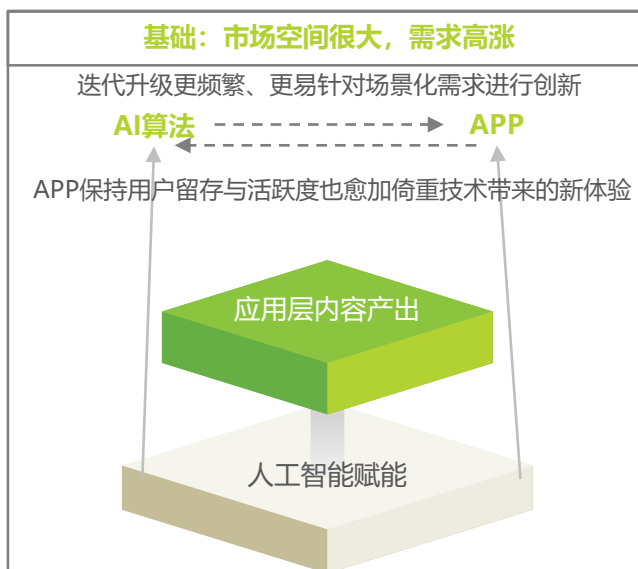 基础：市场空间很大，需求高涨
迭代升级更频繁、更易针对场景化需求进行创新
AI算法
APP
APP保持用户留存与活跃度也愈加倚重技术带来的新体验
应用层内容产出
人工智能赋能